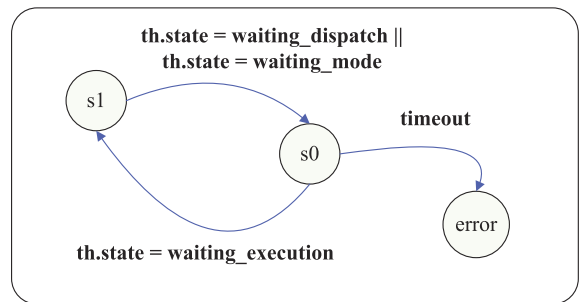 th.state = waiting_dispatch ||
th.state = waiting_mode
s1
timeout
s0
error
th.state = waiting_execution